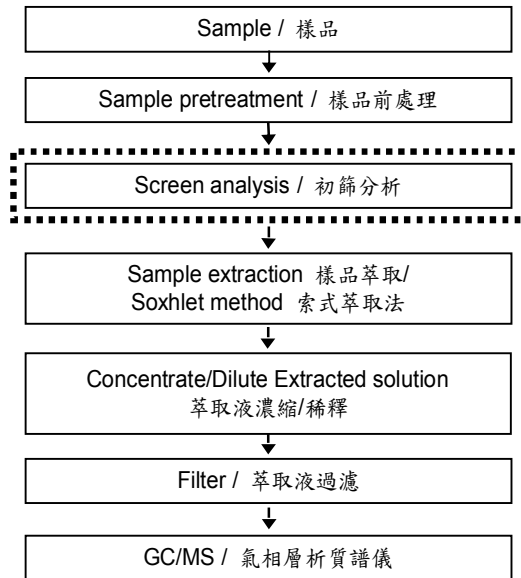 Sample / 樣品
Sample pretreatment / 樣品前處理
Screen analysis / 初篩分析
Sample extraction 樣品萃取/
Soxhlet method 索式萃取法
Concentrate/Dilute Extracted solution
萃取液濃縮/稀釋
Filter / 萃取液過濾
GC/MS / 氣相層析質譜儀